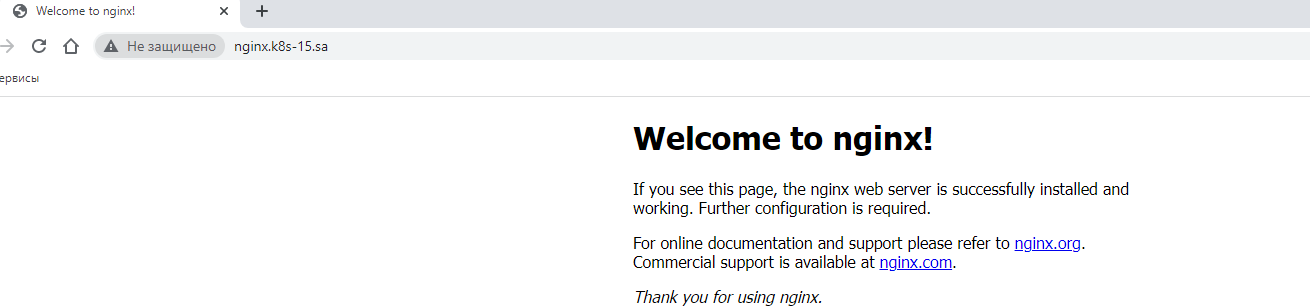 Welcome to nginx!
Не защищено nginx.k8s-15.sa
ервисы
Welcome to nginx!
If you see this page, the nginx web server is successfully installed and
working. Further configuration is required.
For online documentation and support please refer to nginx.org.
Commercial support is available at nginx.com.
Thank you for using nginx.